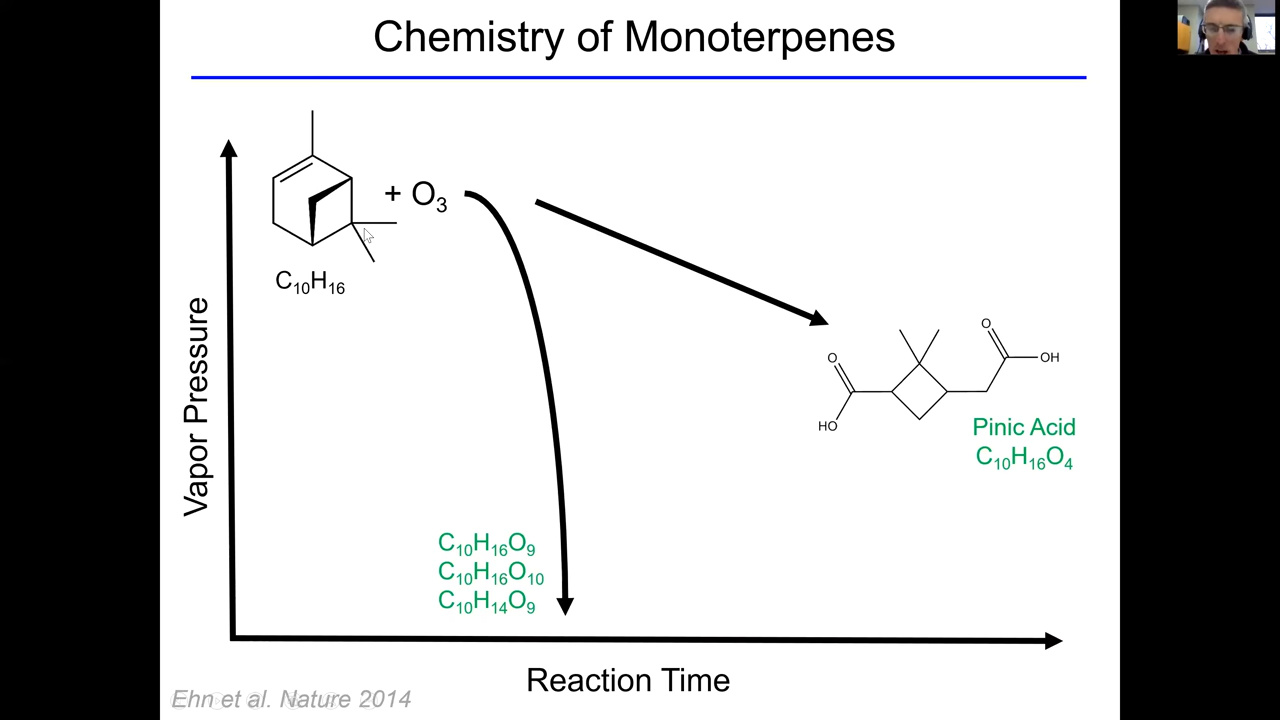 Chemistry of Monoterpenes
+ O₃
C₁₀H₁₆
Vapor Pressure
O
OH
O
HO
Pinic Acid
C₁₀H₁₆O₄
C₁₀H₁₆O₉
C₁₀H₁₆O₁₀
C₁₀H₁₄O₉
Reaction Time
Ehn et al. Nature 2014